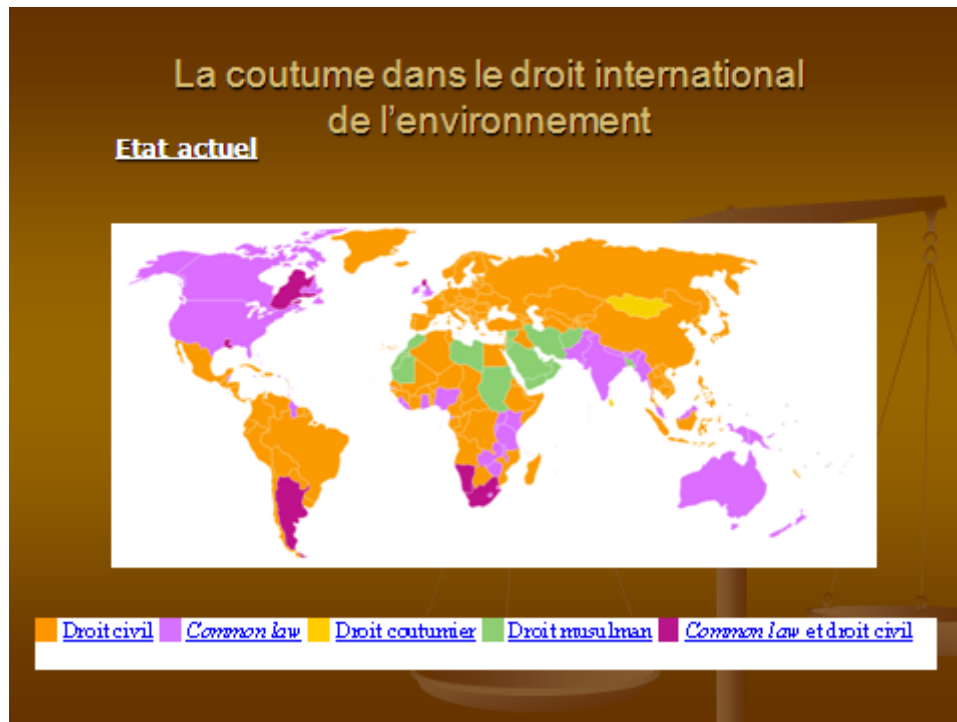 La coutume dans le droit international
de l'environnement
Etat actuel
Droit civil Common law Droit coutumier Droit musulman Common law et droit civil